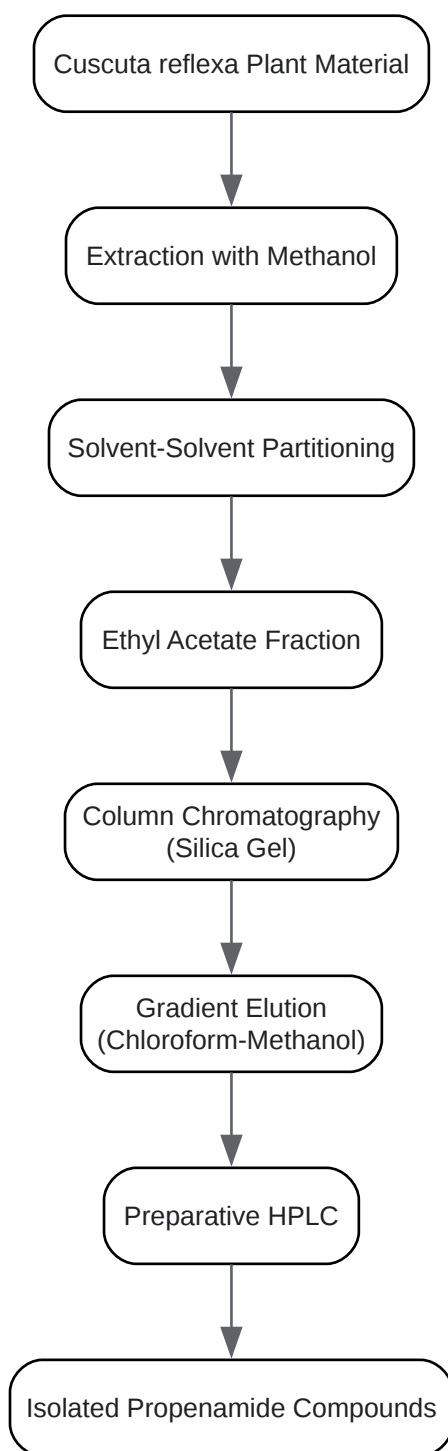 Cuscuta reflexa Plant Material
Extraction with Methanol
Solvent-Solvent Partitioning
Ethyl Acetate Fraction
Column Chromatography
(Silica Gel)
Gradient Elution
(Chloroform-Methanol)
Preparative HPLC
Isolated Propenamide Compounds